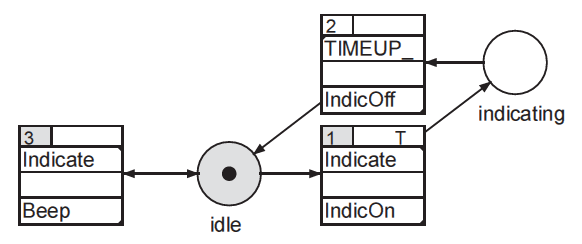 2
TIMEUP_
IndicOff
indicating
3
Indicate
Beep
idle
1 T
Indicate
IndicOn